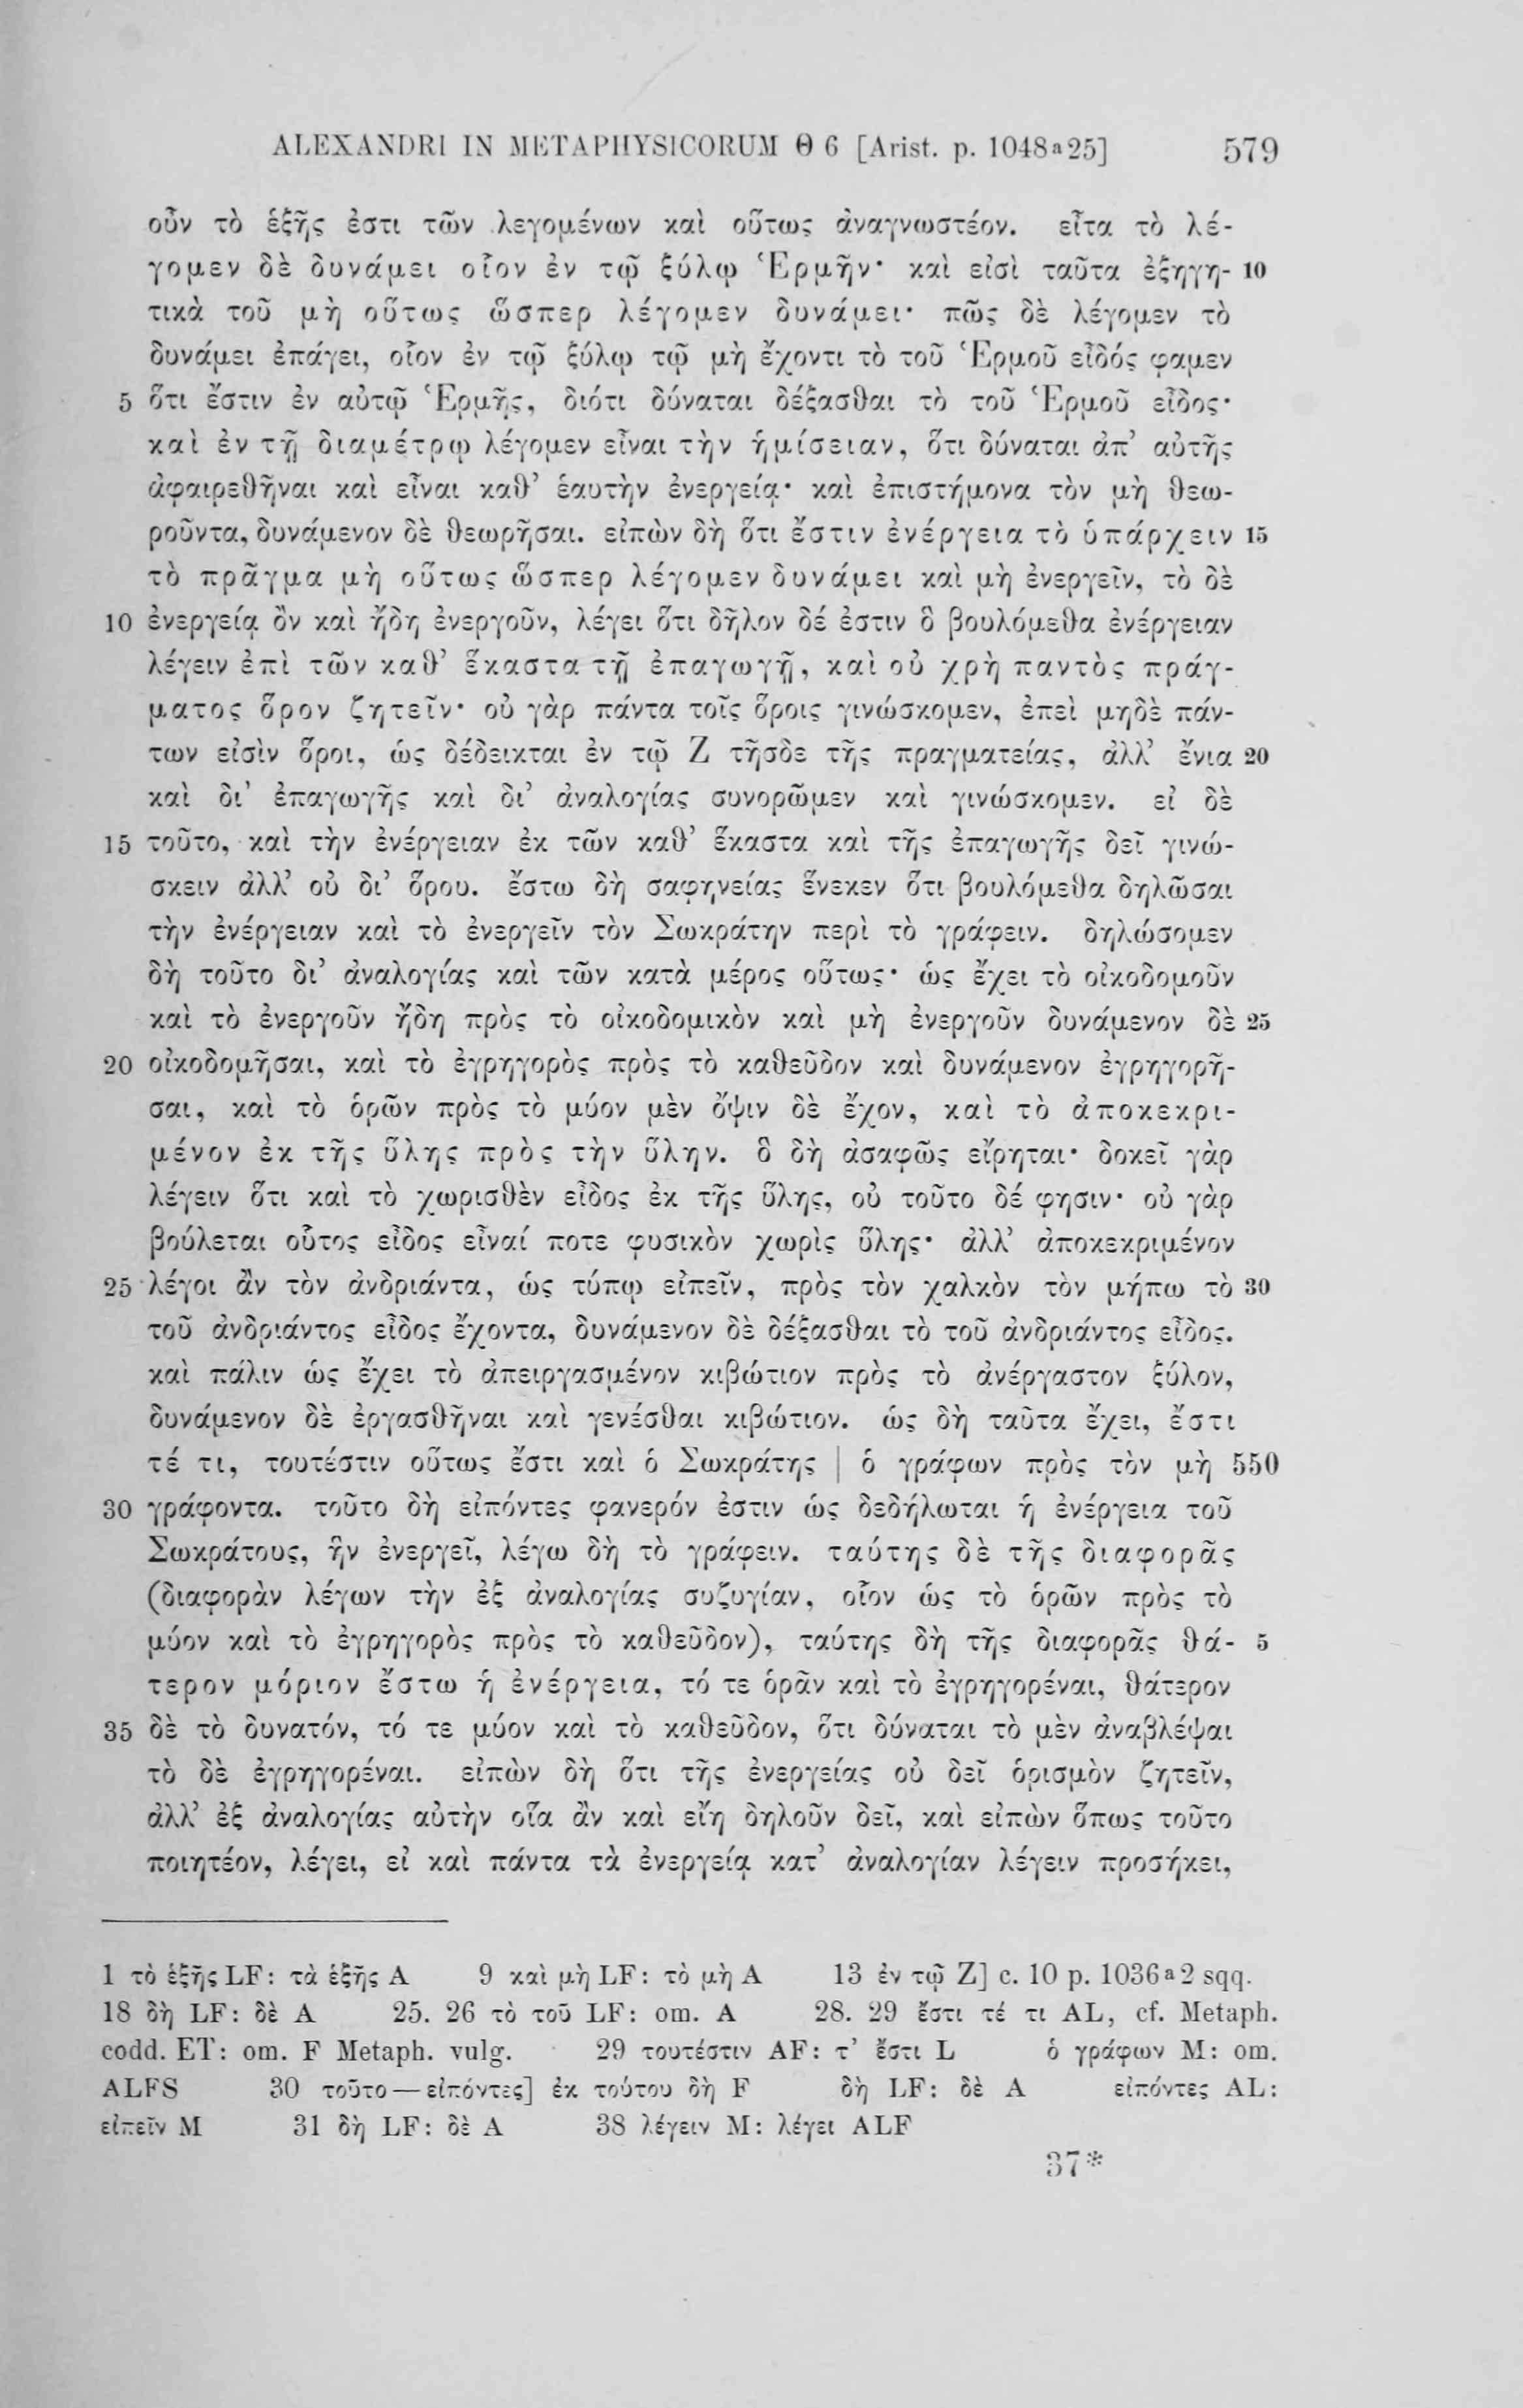 ALEXANDRI IN METAPHYSICORUM Θ 6 [Arist. p. 1048ᵃ25] 579
οὖν τὸ ἑξῆς ἐστι τῶν λεγομένων καὶ οὕτως ἀναγνωστέον. εἶτα τὸ λέ-
γομεν δὲ δυνάμει οἷον ἐν τῷ ξύλῳ Ἑρμῆν· καὶ εἰσὶ ταῦτα ἐξηγη- 10
τικὰ τοῦ μὴ οὕτως ὥσπερ λέγομεν δυνάμει· πῶς δὲ λέγομεν τὸ
δυνάμει ἐπάγει, οἷον ἐν τῷ ξύλῳ τῷ μὴ ἔχοντι τὸ τοῦ Ἑρμοῦ εἶδός φαμεν
5 ὅτι ἔστιν ἐν αὐτῷ Ἑρμῆς, διότι δύναται δέξασθαι τὸ τοῦ Ἑρμοῦ εἶδος·
καὶ ἐν τῇ διαμέτρῳ λέγομεν εἶναι τὴν ἡμίσειαν, ὅτι δύναται ἀπ’ αὐτῆς
ἀφαιρεθῆναι καὶ εἶναι καθ’ ἑαυτὴν ἐνεργείᾳ· καὶ ἐπιστήμονα τὸν μὴ θεω-
ροῦντα, δυνάμενον δὲ θεωρῆσαι. εἰπὼν δὴ ὅτι ἔστιν ἐνέργεια τὸ ὑπάρχειν 15
τὸ πρᾶγμα μὴ οὕτως ὥσπερ λέγομεν δυνάμει καὶ μὴ ἐνεργεῖν, τὸ δὲ
10 ἐνεργείᾳ ὂν καὶ ἤδη ἐνεργοῦν, λέγει ὅτι δῆλον δέ ἐστιν ὃ βουλόμεθα ἐνέργειαν
λέγειν ἐπὶ τῶν καθ’ ἕκαστα τῇ ἐπαγωγῇ, καὶ οὐ χρὴ παντὸς πράγ-
ματος ὅρον ζητεῖν· οὐ γὰρ πάντα τοῖς ὅροις γινώσκομεν, ἐπεὶ μηδὲ πάν-
των εἰσὶν ὅροι, ὡς δέδεικται ἐν τῷ Ζ τῆσδε τῆς πραγματείας, ἀλλ’ ἔνια 20
καὶ δι’ ἐπαγωγῆς καὶ δι’ ἀναλογίας συνορῶμεν καὶ γινώσκομεν. εἰ δὲ
15 τοῦτο, καὶ τὴν ἐνέργειαν ἐκ τῶν καθ’ ἕκαστα καὶ τῆς ἐπαγωγῆς δεῖ γινώ-
σκειν ἀλλ’ οὐ δι’ ὅρου. ἔστω δὴ σαφηνείας ἕνεκεν ὅτι βουλόμεθα δηλῶσαι
τὴν ἐνέργειαν καὶ τὸ ἐνεργεῖν τὸν Σωκράτην περὶ τὸ γράφειν. δηλώσομεν
δὴ τοῦτο δι’ ἀναλογίας καὶ τῶν κατὰ μέρος οὕτως· ὡς ἔχει τὸ οἰκοδομοῦν
καὶ τὸ ἐνεργοῦν ἤδη πρὸς τὸ οἰκοδομικὸν καὶ μὴ ἐνεργοῦν δυνάμενον δὲ 25
20 οἰκοδομῆσαι, καὶ τὸ ἐγρηγορὸς πρὸς τὸ καθεῦδον καὶ δυνάμενον ἐγρηγορῆ-
σαι, καὶ τὸ ὁρῶν πρὸς τὸ μύον μὲν ὄψιν δὲ ἔχον, καὶ τὸ ἀποκεκρι-
μένον ἐκ τῆς ὕλης πρὸς τὴν ὕλην. ὃ δὴ ἀσαφῶς εἴρηται· δοκεῖ γὰρ
λέγειν ὅτι καὶ τὸ χωρισθὲν εἶδος ἐκ τῆς ὕλης, οὐ τοῦτο δέ φησιν· οὐ γὰρ
βούλεται οὗτος εἶδος εἶναί ποτε φυσικὸν χωρὶς ὕλης· ἀλλ’ ἀποκεκριμένον
25 λέγοι ἂν τὸν ἀνδριάντα, ὡς τύπῳ εἰπεῖν, πρὸς τὸν χαλκὸν τὸν μήπω τὸ 30
τοῦ ἀνδριάντος εἶδος ἔχοντα, δυνάμενον δὲ δέξασθαι τὸ τοῦ ἀνδριάντος εἶδος.
καὶ πάλιν ὡς ἔχει τὸ ἀπειργασμένον κιβώτιον πρὸς τὸ ἀνέργαστον ξύλον,
δυνάμενον δὲ ἐργασθῆναι καὶ γενέσθαι κιβώτιον. ὡς δὴ ταῦτα ἔχει, ἔστι
τέ τι, τουτέστιν οὕτως ἔστι καὶ ὁ Σωκράτης | ὁ γράφων πρὸς τὸν μὴ 550
30 γράφοντα. τοῦτο δὴ εἰπόντες φανερόν ἐστιν ὡς δεδήλωται ἡ ἐνέργεια τοῦ
Σωκράτους, ἣν ἐνεργεῖ, λέγω δὴ τὸ γράφειν. ταύτης δὲ τῆς διαφορᾶς
(διαφορὰν λέγων τὴν ἐξ ἀναλογίας συζυγίαν, οἷον ὡς τὸ ὁρῶν πρὸς τὸ
μύον καὶ τὸ ἐγρηγορὸς πρὸς τὸ καθεῦδον), ταύτης δὴ τῆς διαφορᾶς θά- 5
τερον μόριον ἔστω ἡ ἐνέργεια, τό τε ὁρᾶν καὶ τὸ ἐγρηγορέναι, θάτερον
35 δὲ τὸ δυνατόν, τό τε μύον καὶ τὸ καθεῦδον, ὅτι δύναται τὸ μὲν ἀναβλέψαι
τὸ δὲ ἐγρηγορέναι. εἰπὼν δὴ ὅτι τῆς ἐνεργείας οὐ δεῖ ὁρισμὸν ζητεῖν,
ἀλλ’ ἐξ ἀναλογίας αὐτὴν οἵα ἂν καὶ εἴη δηλοῦν δεῖ, καὶ εἰπὼν ὅπως τοῦτο
ποιητέον, λέγει, εἰ καὶ πάντα τὰ ἐνεργείᾳ κατ’ ἀναλογίαν λέγειν προσήκει,
1 τὸ ἑξῆς LF: τὰ ἑξῆς A 9 καὶ μὴ LF: τὸ μὴ A 13 ἐν τῷ Ζ] c. 10 p. 1036ᵃ2 sqq.
18 δὴ LF: δὲ A 25. 26 τὸ τοῦ LF: om. A 28. 29 ἔστι τέ τι AL, cf. Metaph.
codd. ET: om. F Metaph. vulg. 29 τουτέστιν AF: τ’ ἔστι L ὁ γράφων M: om.
ALFS 30 τοῦτο — εἰπόντες] ἐκ τούτου δὴ F δὴ LF: δὲ A εἰπόντες AL:
εἰπεῖν M 31 δὴ LF: δὲ A 38 λέγειν M: λέγει ALF
37*